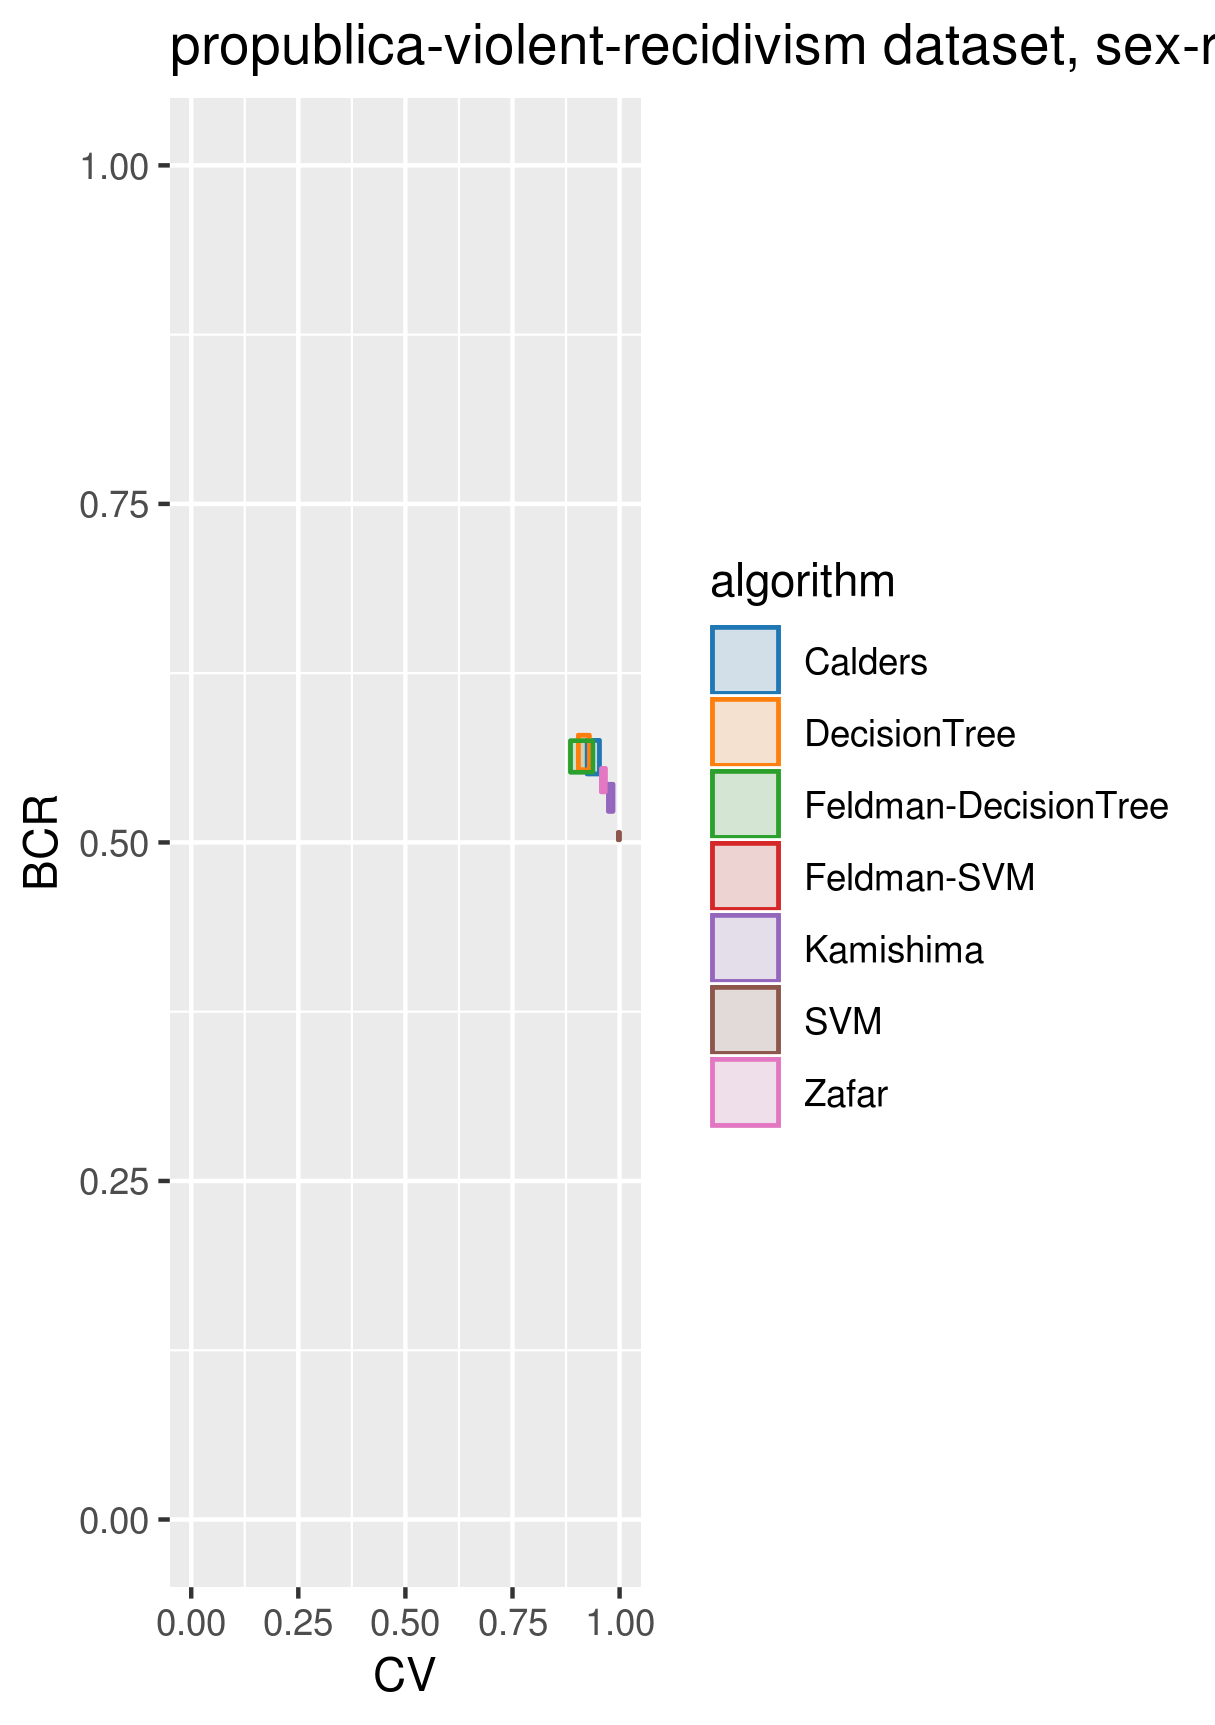 propublica-violent-recidivism dataset, sex-r
1.00
0.75
0.50
0.25
0.00
BCR
0.00 0.25 0.50 0.75 1.00
CV
algorithm
Calders
DecisionTree
Feldman-DecisionTree
Feldman-SVM
Kamishima
SVM
Zafar